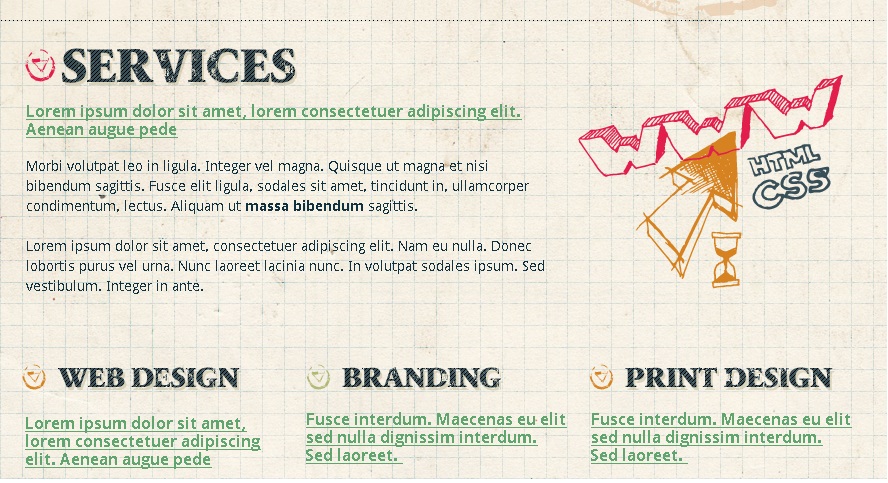 SERVICES
Lorem ipsum dolor sit amet, lorem consectetuer adipiscing elit.
Aenean augue pede
Morbi volutpat leo in ligula. Integer vel magna. Quisque ut magna et nisi
bibendum sagittis. Fusce elit ligula, sodales sit amet, tincidunt in, ullamcorper
condimentum, lectus. Aliquam ut massa bibendum sagittis.
Lorem ipsum dolor sit amet, consectetuer adipiscing elit. Nam eu nulla. Donec
lobortis purus vel urna. Nunc laoreet lacinia nunc. In volutpat sodales ipsum. Sed
vestibulum. Integer in ante.
WWW
HTML
CSS
WEB DESIGN
Lorem ipsum dolor sit amet,
lorem consectetuer adipiscing
elit. Aenean augue pede
BRANDING
Fusce interdum. Maecenas eu elit
sed nulla dignissim interdum.
Sed laoreet.
PRINT DESIGN
Fusce interdum. Maecenas eu elit
sed nulla dignissim interdum.
Sed laoreet.